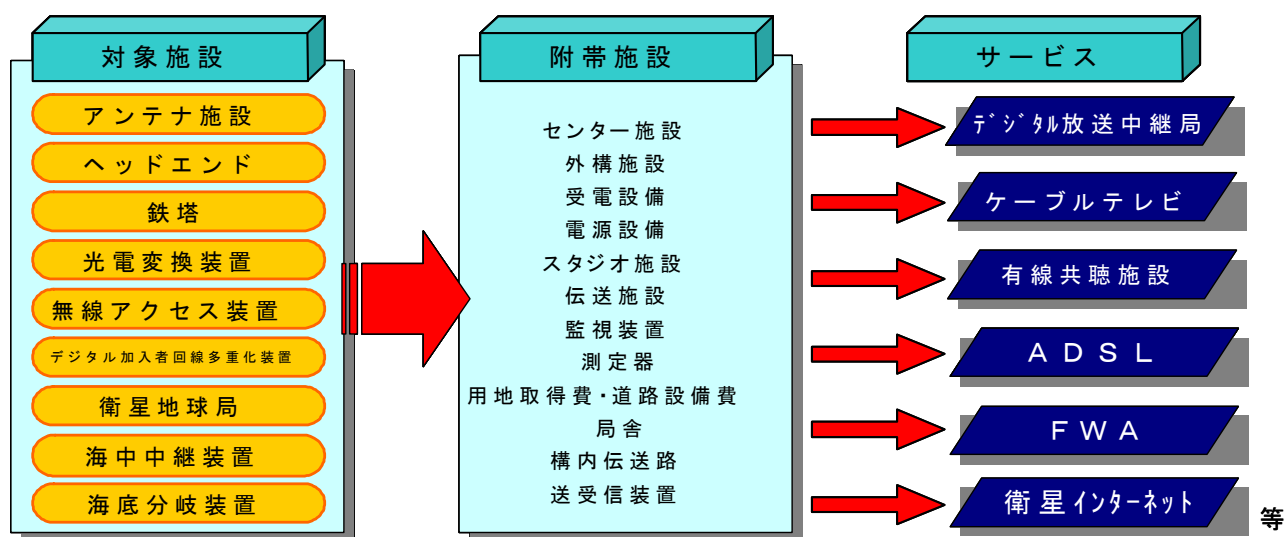 対象施設
アンテナ施設
ヘッドエンド
鉄塔
光電変換装置
無線アクセス装置
デジタル加入者回線多重化装置
衛星地球局
海中中継装置
海底分岐装置
附帯施設
センター施設
外構施設
受電設備
電源設備
スタジオ施設
伝送施設
監視装置
測定器
用地取得費・道路設備費
局舎
構内伝送路
送受信装置
サービス
ﾃﾞｼﾞﾀﾙ放送中継局
ケーブルテレビ
有線共聴施設
ＡＤＳＬ
ＦＷＡ
衛星ｲﾝﾀｰﾈｯﾄ
等